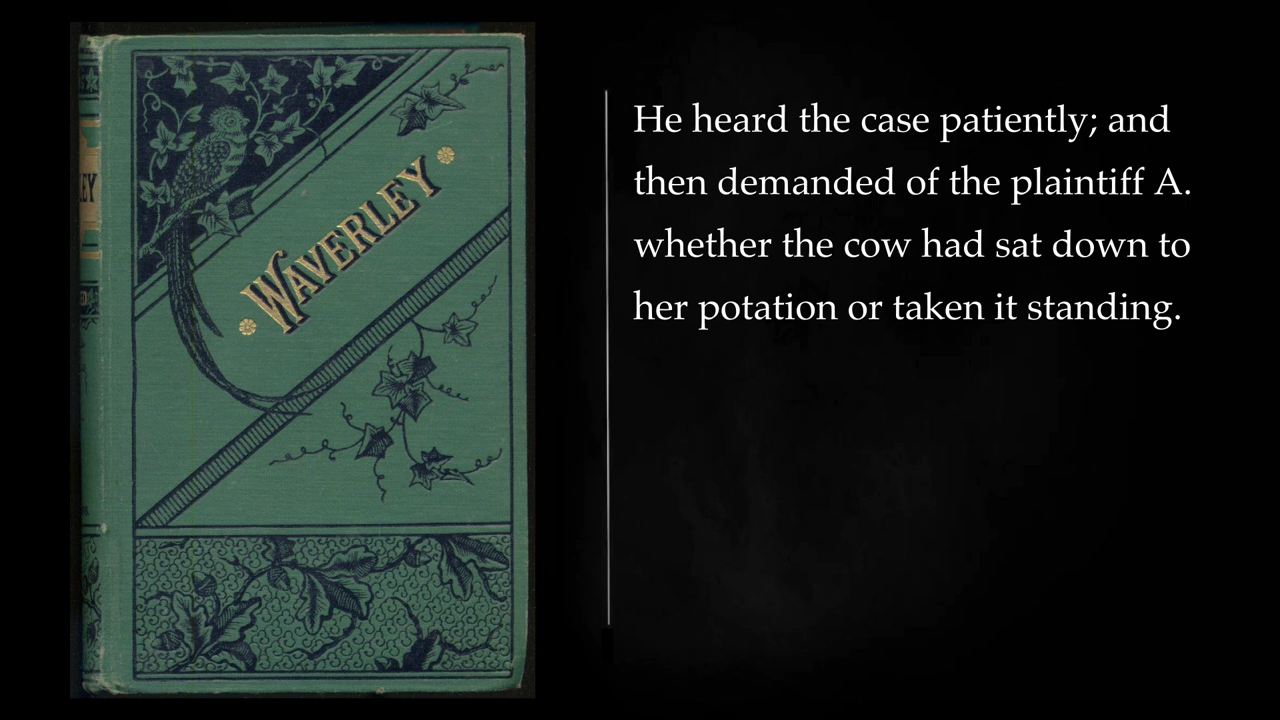 WAVERLEY
LEY
He heard the case patiently; and
then demanded of the plaintiff A.
whether the cow had sat down to
her potation or taken it standing.